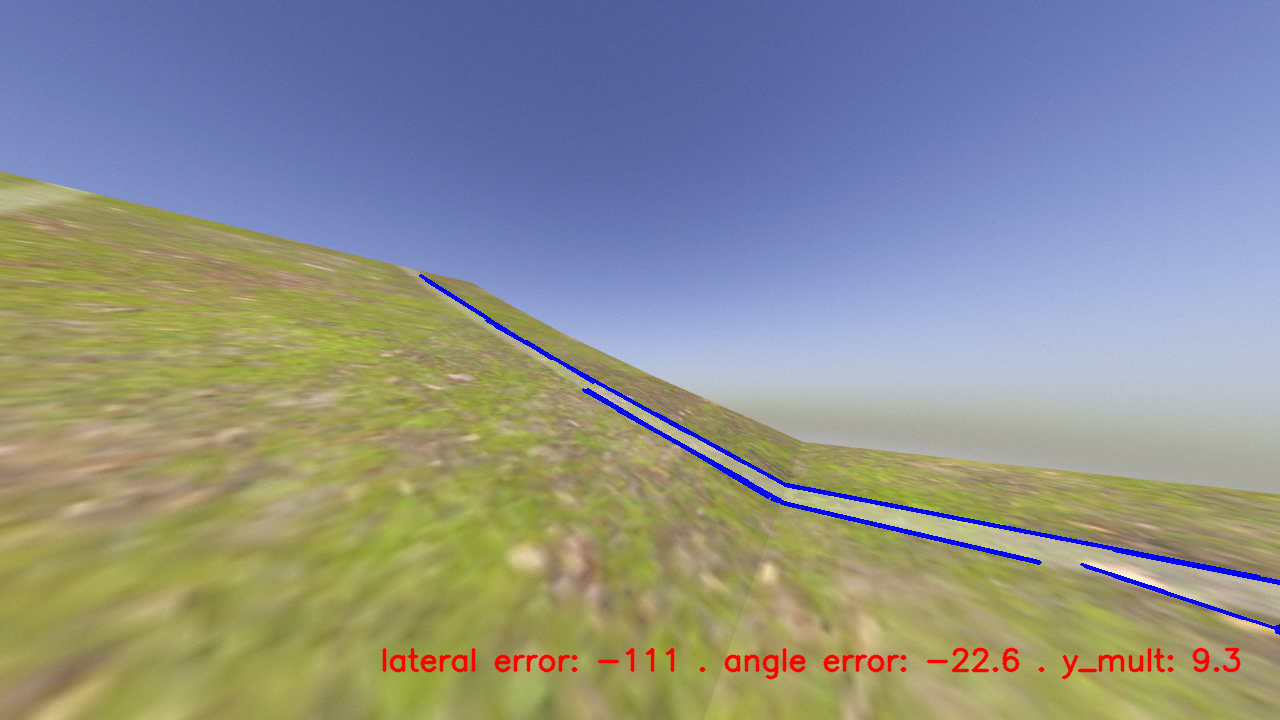 lateral error: -111 . angle error: -22.6 . y_mult: 9.3